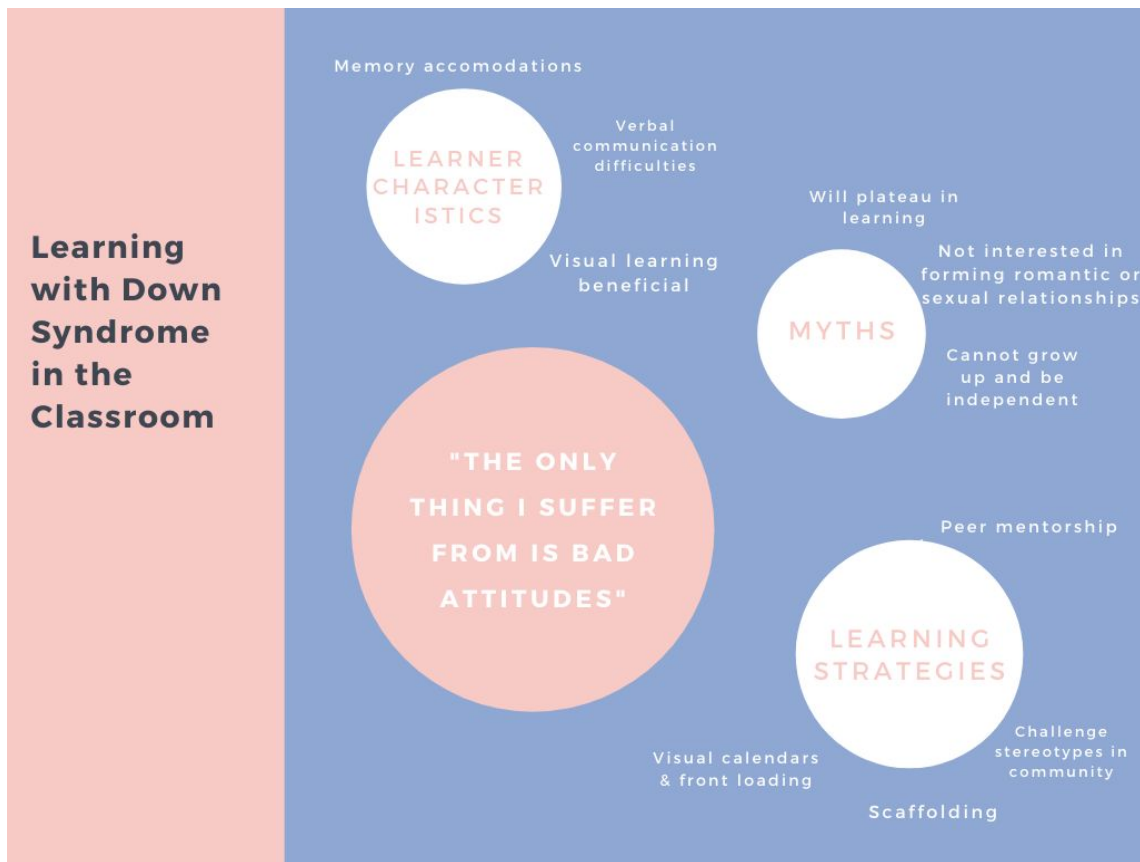 Learning
with Down
Syndrome
in the
Classroom
Memory accomodations
LEARNER
CHARACTER
ISTICS
Verbal
communication
difficulties
Visual learning
beneficial
Will plateau in
learning
Not interested in
forming romantic or
sexual relationships
MYTHS
Cannot grow
up and be
independent
"THE ONLY
THING I SUFFER
FROM IS BAD
ATTITUDES"
Peer mentorship
LEARNING
STRATEGIES
Challenge
stereotypes in
community
Visual calendars
& front loading
Scaffolding